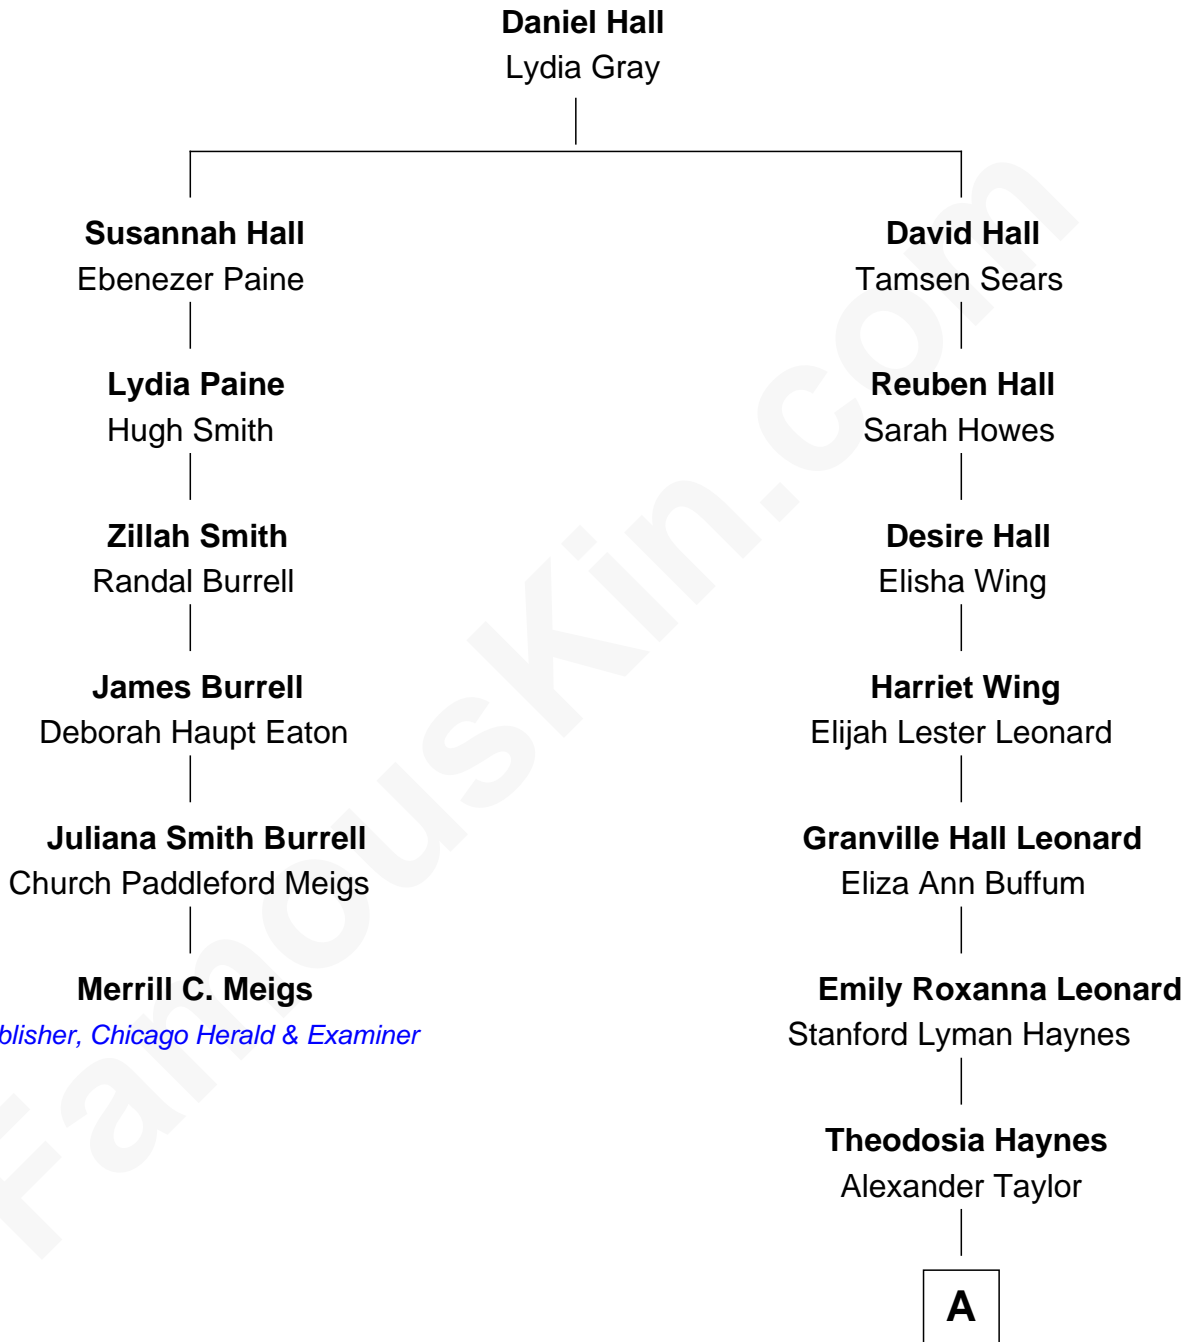 Daniel Hall
Lydia Gray
Susannah Hall
Ebenezer Paine
David Hall
Tamsen Sears
Lydia Paine
Hugh Smith
Reuben Hall
Sarah Howes
Zillah Smith
Randal Burrell
Desire Hall
Elisha Wing
James Burrell
Deborah Haupt Eaton
Harriet Wing
Elijah Lester Leonard
Juliana Smith Burrell
Church Paddleford Meigs
Granville Hall Leonard
Eliza Ann Buffum
Merrill C. Meigs
blisher, Chicago Herald & Examiner
Emily Roxanna Leonard
Stanford Lyman Haynes
Theodosia Haynes
Alexander Taylor
A
FamousKin.com